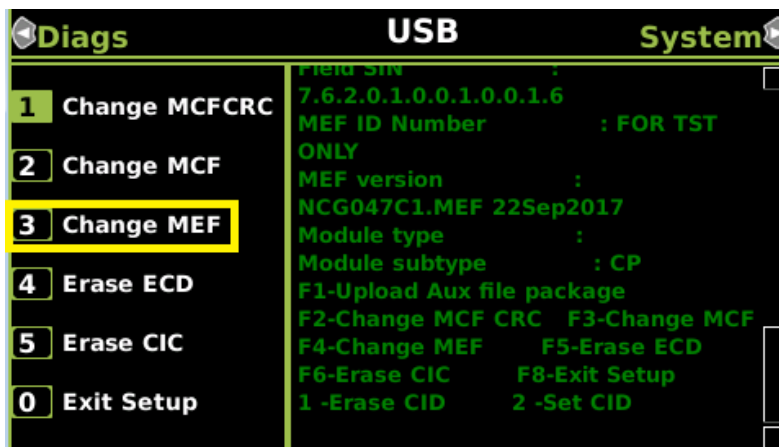 Diags USB System
1 Change MCFCRC
2 Change MCF
3 Change MEF
4 Erase ECD
5 Erase CIC
0 Exit Setup
Field SIN :
7.6.2.0.1.0.0.1.0.0.1.6
MEF ID Number : FOR TST
ONLY
MEF version :
NCG047C1.MEF 22Sep2017
Module type :
Module subtype : CP
F1-Upload Aux file package
F2-Change MCF CRC F3-Change MCF
F4-Change MEF F5-Erase ECD
F6-Erase CIC F8-Exit Setup
1 -Erase CID 2 -Set CID